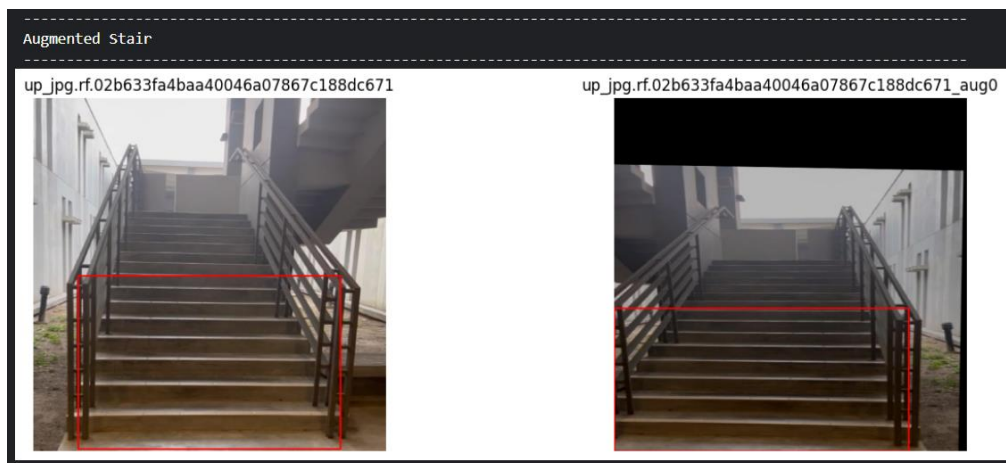 --------------------------------------------------------------------------------------------------------
Augmented Stair
--------------------------------------------------------------------------------------------------------
up_jpg.rf.02b633fa4baa40046a07867c188dc671
up_jpg.rf.02b633fa4baa40046a07867c188dc671_aug0